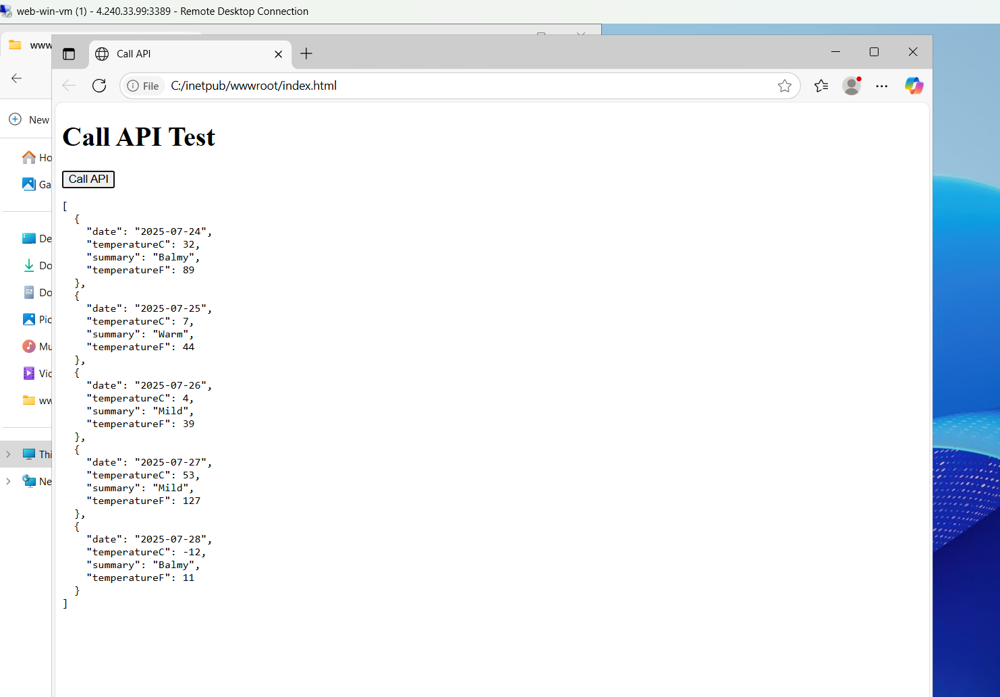 web-win-vm (1) - 4.240.33.99:3389 - Remote Desktop Connection
www
Call API
File C:/inetpub/wwwroot/index.html
New
Ho
Ga
De
Do
Do
Pic
Mu
Vic
ww
Thi
Ne
Call API Test
Call API
[
  {
    "date": "2025-07-24",
    "temperatureC": 32,
    "summary": "Balmy",
    "temperatureF": 89
  },
  {
    "date": "2025-07-25",
    "temperatureC": 7,
    "summary": "Warm",
    "temperatureF": 44
  },
  {
    "date": "2025-07-26",
    "temperatureC": 4,
    "summary": "Mild",
    "temperatureF": 39
  },
  {
    "date": "2025-07-27",
    "temperatureC": 53,
    "summary": "Mild",
    "temperatureF": 127
  },
  {
    "date": "2025-07-28",
    "temperatureC": -12,
    "summary": "Balmy",
    "temperatureF": 11
  }
]